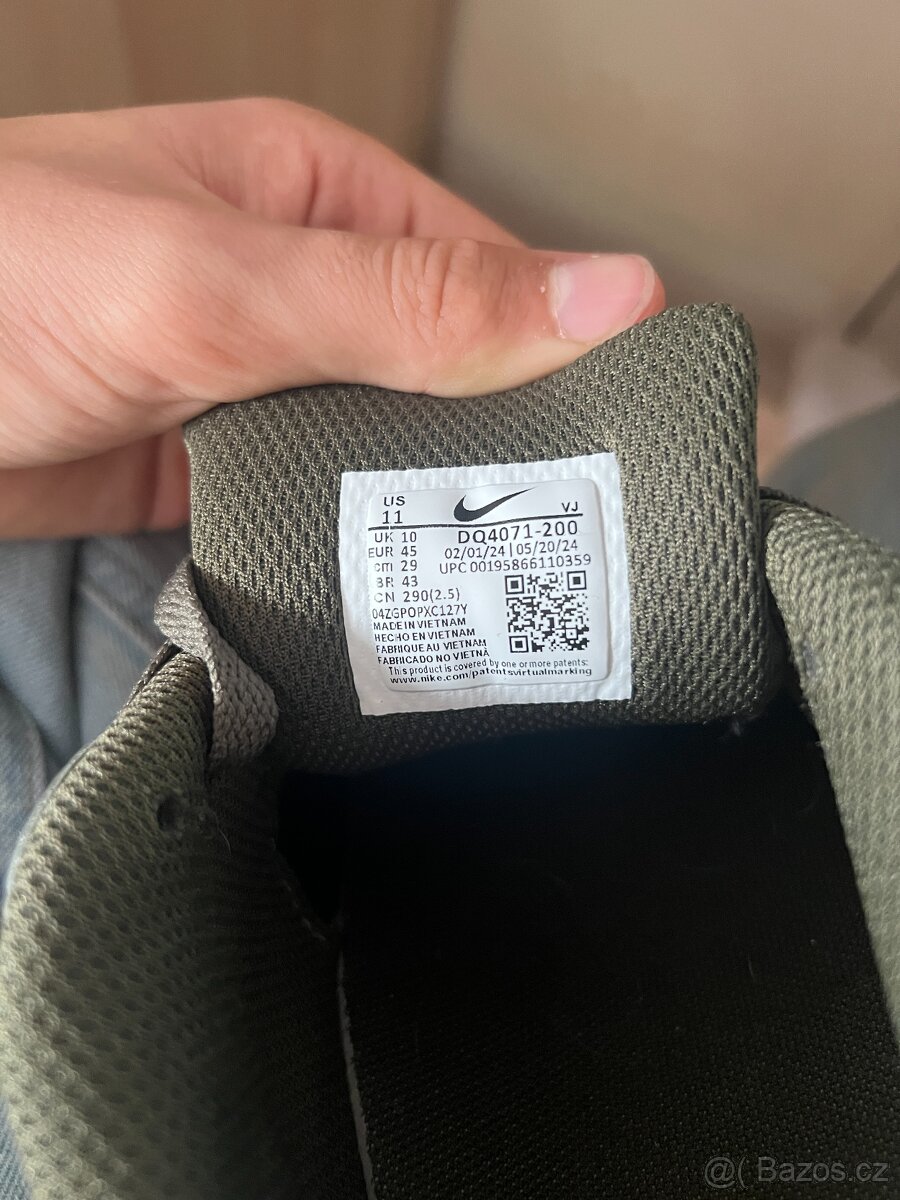 US
11
VJ
UK 10
DQ4071-200
EUR 45
02/01/24 | 05/20/24
cm 29
UPC 00195866110359
BR 43
CN 290(2.5)
04ZGPOPXC127Y
MADE IN VIETNAM
HECHO EN VIETNAM
FABRIQUE AU VIETNAM
FABRICADO NO VIETNÃ
This product is covered by one or more patents:
www.nike.com/patentsvirtualmarking
@( Bazos.cz